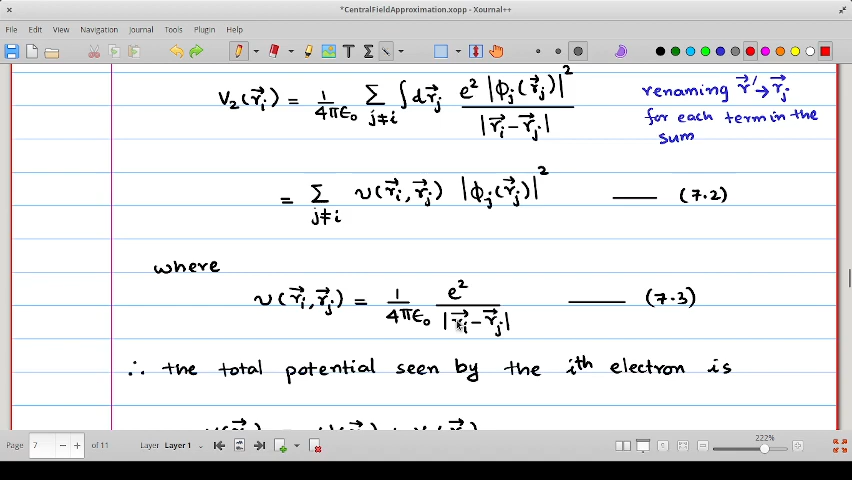 *CentralFieldApproximation.xopp - Xournal++
File Edit View Navigation Journal Tools Plugin Help
V₂(r⃗ᵢ) = 1/4πϵ₀ Σ_{j≠i} ∫dr⃗ⱼ e² |ϕⱼ(r⃗ⱼ)|² / |r⃗ᵢ - r⃗ⱼ|
renaming r⃗′ → r⃗ⱼ
for each term in the
sum
= Σ_{j≠i} v(r⃗ᵢ, r⃗ⱼ) |ϕⱼ(r⃗ⱼ)|² —— (7.2)
where
v(r⃗ᵢ, r⃗ⱼ) = 1/4πϵ₀ e² / |r⃗ᵢ - r⃗ⱼ| —— (7.3)
∴ the total potential seen by the ith electron is
Page 7 of 11 Layer Layer 1 222%